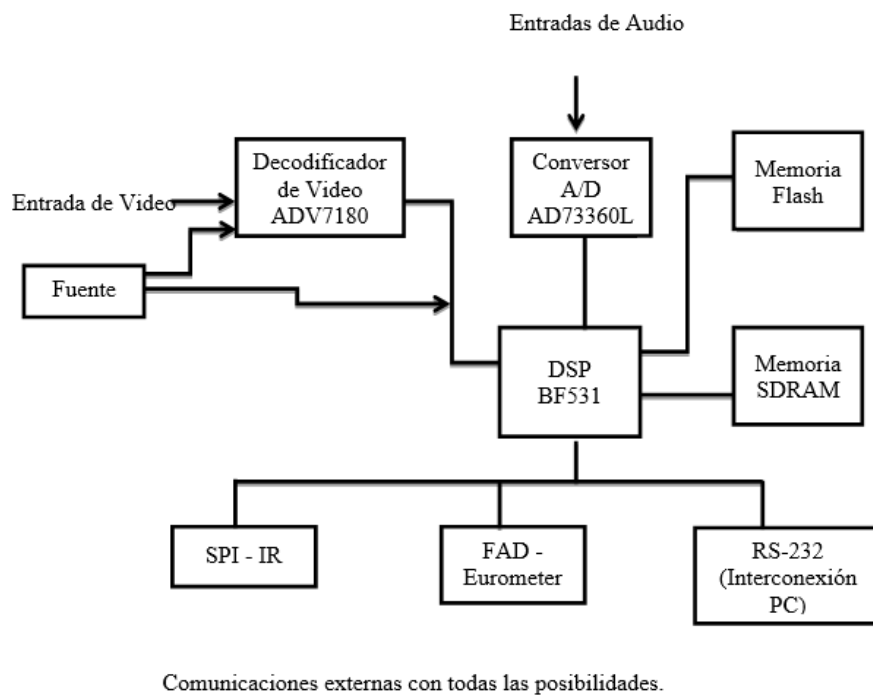 Entradas de Audio
Decodificador
de Video
ADV7180
Conversor
A/D
AD73360L
Memoria
Flash
Entrada de Video
Fuente
DSP
BF531
Memoria
SDRAM
SPI - IR
FAD -
Eurometer
RS-232
(Interconexión
PC)
Comunicaciones externas con todas las posibilidades.